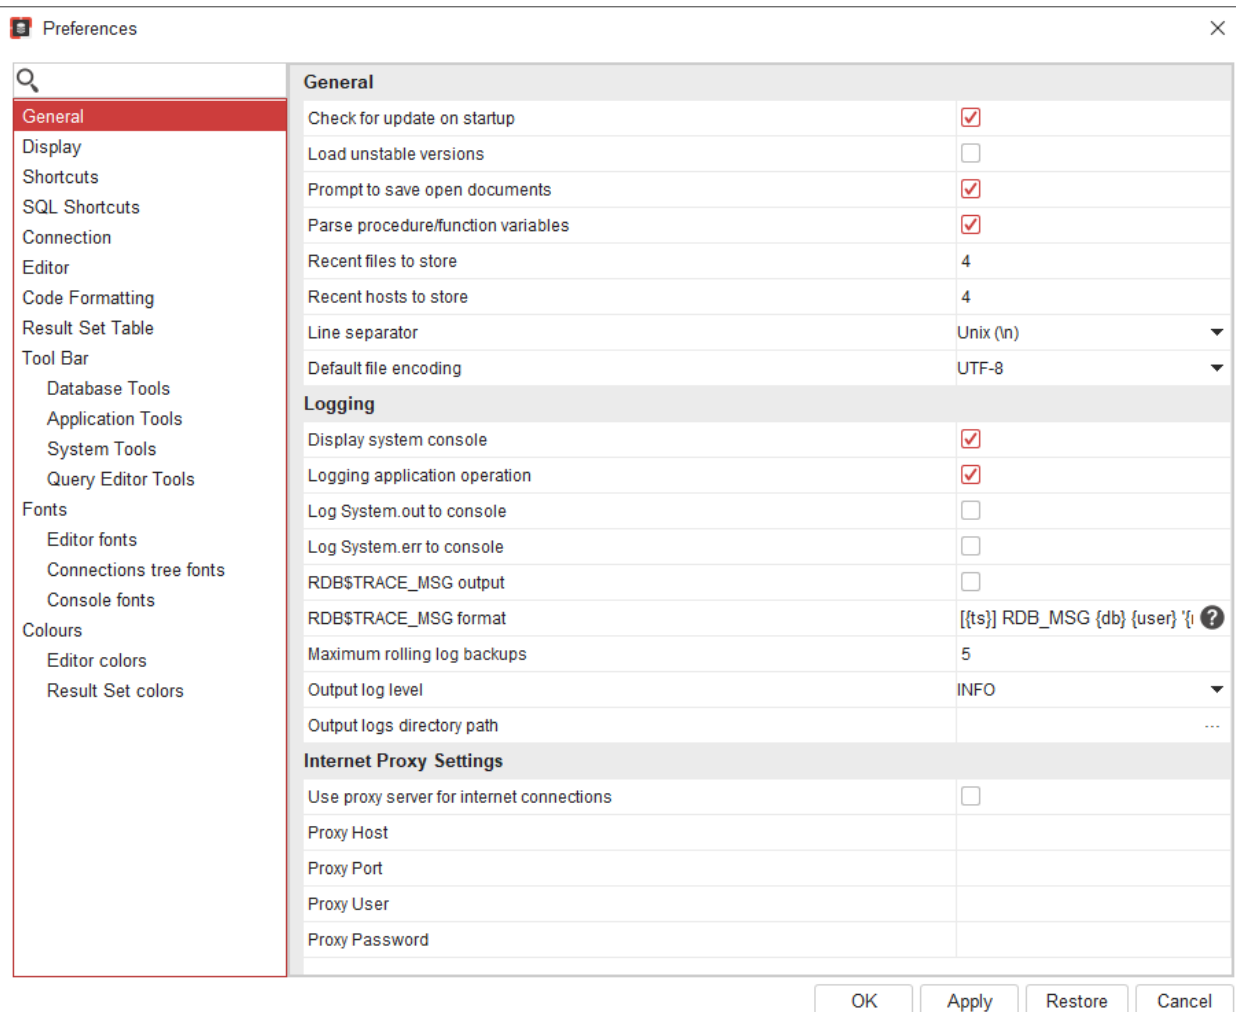 Preferences
General
Display
Shortcuts
SQL Shortcuts
Connection
Editor
Code Formatting
Result Set Table
Tool Bar
Database Tools
Application Tools
System Tools
Query Editor Tools
Fonts
Editor fonts
Connections tree fonts
Console fonts
Colours
Editor colors
Result Set colors
General
Check for update on startup
Load unstable versions
Prompt to save open documents
Parse procedure/function variables
Recent files to store 4
Recent hosts to store 4
Line separator Unix (\n)
Default file encoding UTF-8
Logging
Display system console
Logging application operation
Log System.out to console
Log System.err to console
RDB$TRACE_MSG output
RDB$TRACE_MSG format [{ts}] RDB_MSG {db} {user} '{
Maximum rolling log backups 5
Output log level INFO
Output logs directory path ...
Internet Proxy Settings
Use proxy server for internet connections
Proxy Host
Proxy Port
Proxy User
Proxy Password
OK Apply Restore Cancel